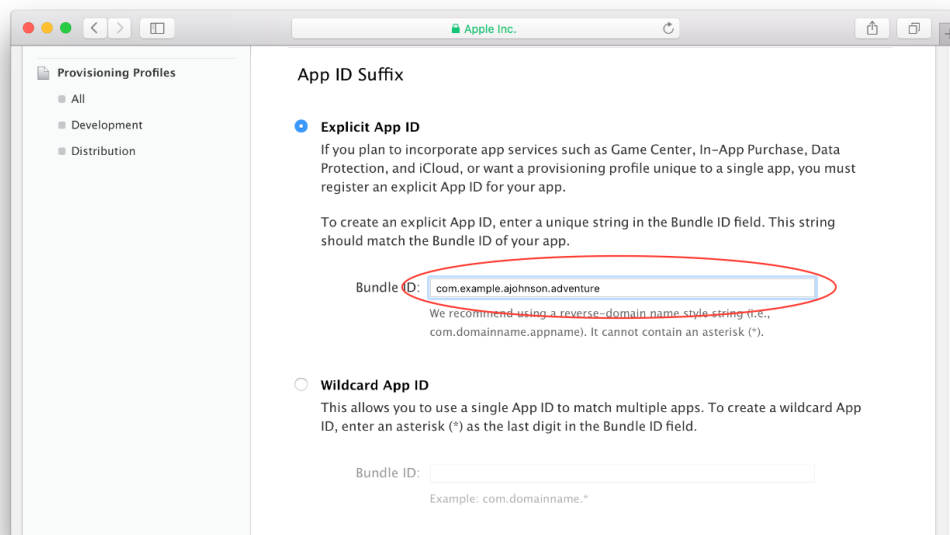 Apple Inc.
Provisioning Profiles
All
Development
Distribution
App ID Suffix
Explicit App ID
If you plan to incorporate app services such as Game Center, In-App Purchase, Data
Protection, and iCloud, or want a provisioning profile unique to a single app, you must
register an explicit App ID for your app.
To create an explicit App ID, enter a unique string in the Bundle ID field. This string
should match the Bundle ID of your app.
Bundle ID: com.example.ajohnson.adventure
We recommend using a reverse-domain name style string (i.e.,
com.domainname.appname). It cannot contain an asterisk (*).
Wildcard App ID
This allows you to use a single App ID to match multiple apps. To create a wildcard App
ID, enter an asterisk (*) as the last digit in the Bundle ID field.
Bundle ID:
Example: com.domainname.*